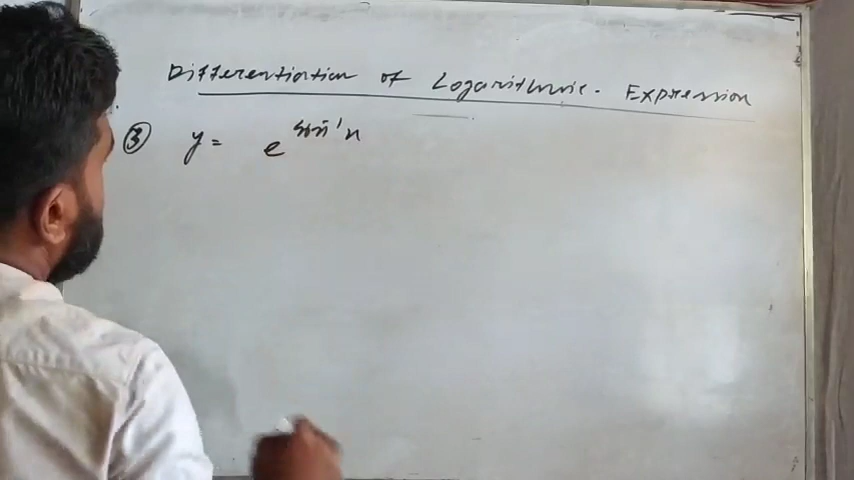 Differentiation of Logarithmic. Expression
③ y = e^sin⁻¹x